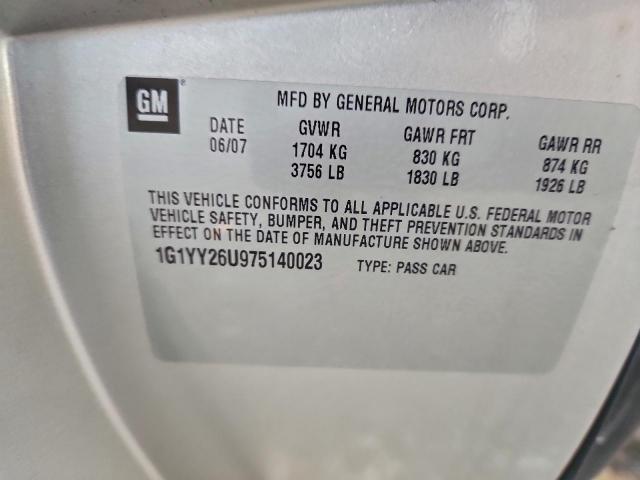 GM
MFD BY GENERAL MOTORS CORP.
DATE GVWR GAWR FRT GAWR RR
06/07 1704 KG 830 KG 874 KG
3756 LB 1830 LB 1926 LB
THIS VEHICLE CONFORMS TO ALL APPLICABLE U.S. FEDERAL MOTOR
VEHICLE SAFETY, BUMPER, AND THEFT PREVENTION STANDARDS IN
EFFECT ON THE DATE OF MANUFACTURE SHOWN ABOVE.
1G1YY26U975140023 TYPE: PASS CAR